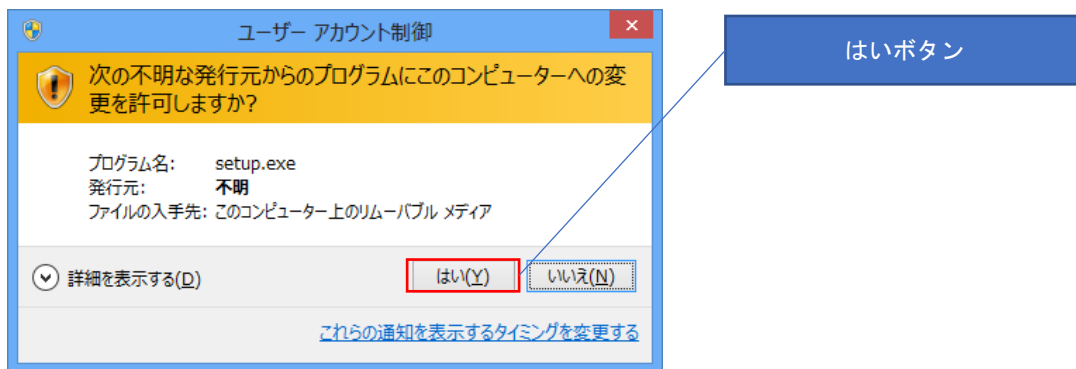 ユーザー アカウント制御
はいボタン
次の不明な発行元からのプログラムにこのコンピューターへの変
更を許可しますか?
プログラム名: setup.exe
発行元: 不明
ファイルの入手先: このコンピューター上のリムーバブル メディア
詳細を表示する(D)
はい(Y)
いいえ(N)
これらの通知を表示するタイミングを変更する